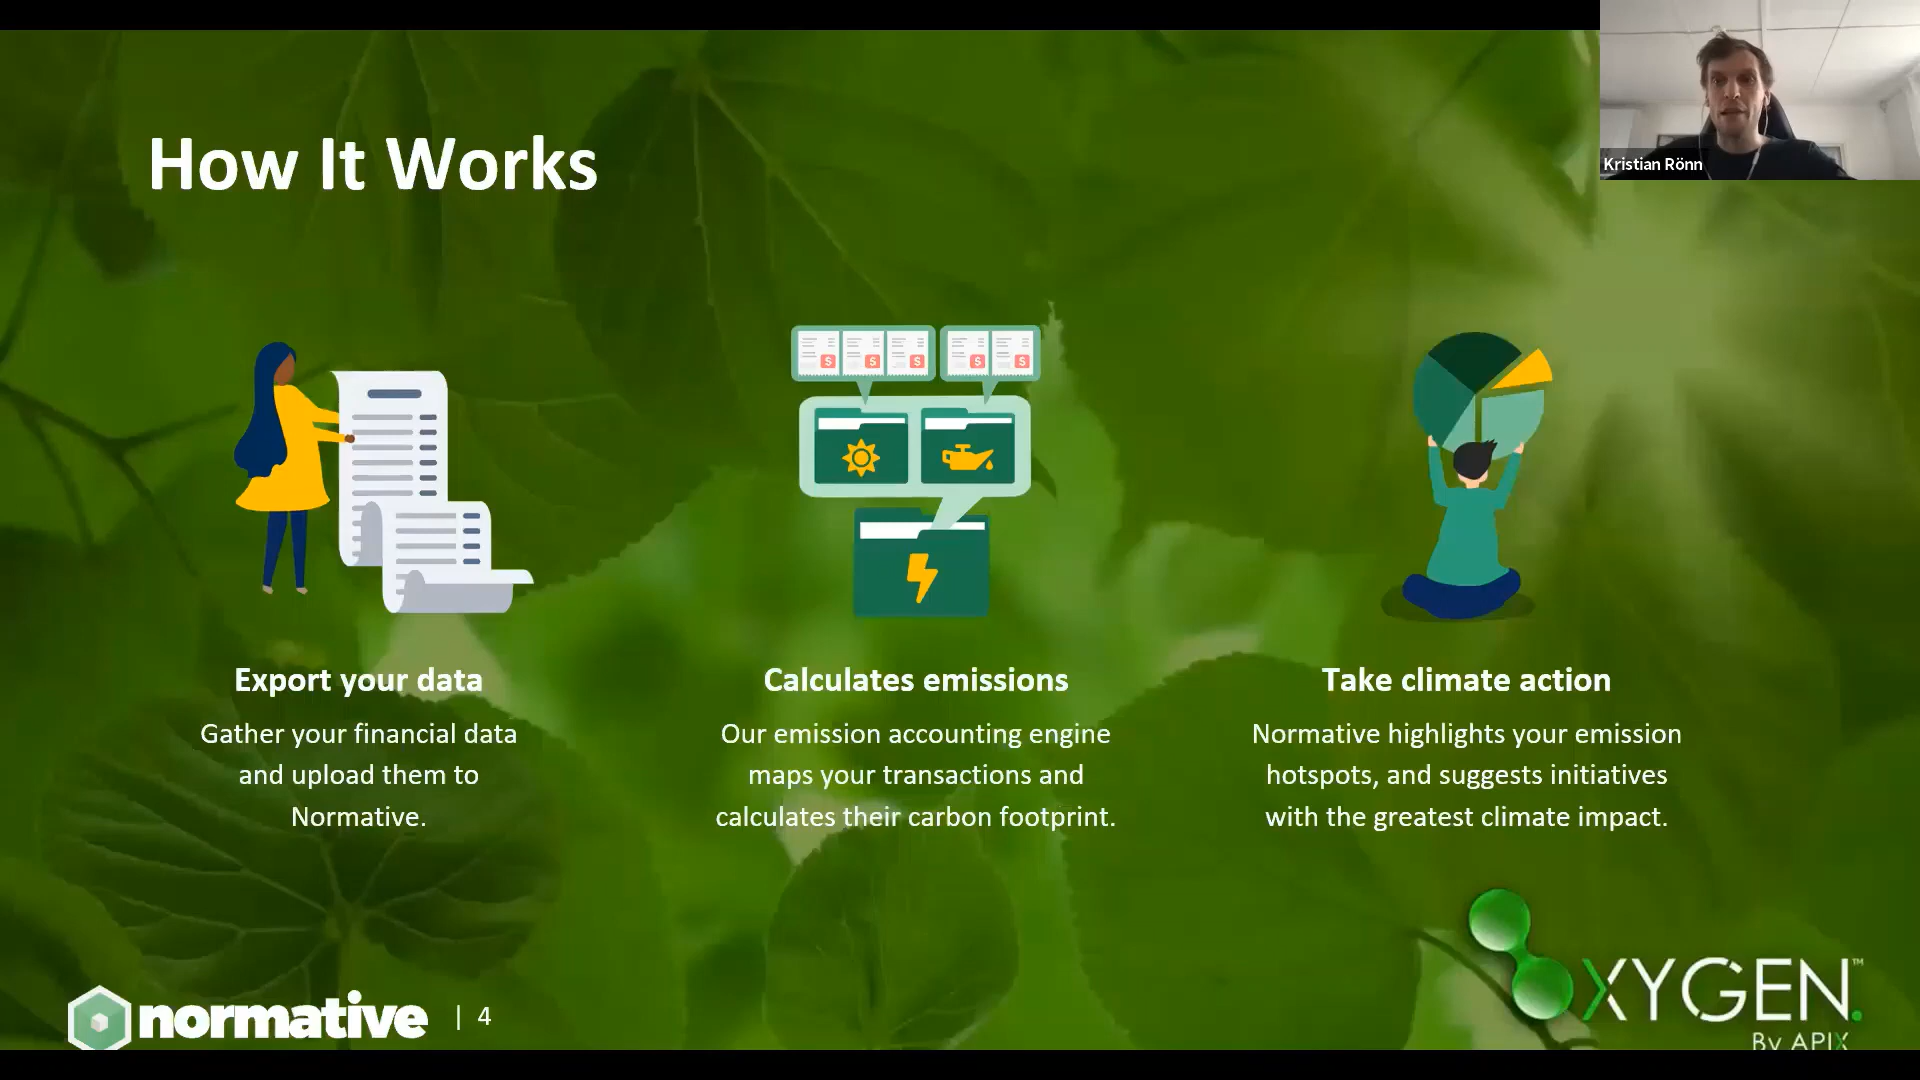 Kristian Rönn
How It Works
$ $ $ $ $
Export your data
Gather your financial data
and upload them to
Normative.
Calculates emissions
Our emission accounting engine
maps your transactions and
calculates their carbon footprint.
Take climate action
Normative highlights your emission
hotspots, and suggests initiatives
with the greatest climate impact.
normative | 4
OXYGEN.™
By APIX